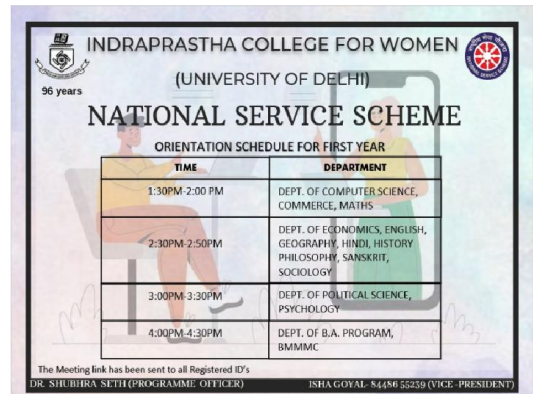 INDRAPRASTHA COLLEGE FOR WOMEN
(UNIVERSITY OF DELHI)
96 years
NATIONAL SERVICE SCHEME
ORIENTATION SCHEDULE FOR FIRST YEAR
TIME DEPARTMENT
1:30PM-2:00 PM DEPT. OF COMPUTER SCIENCE,
COMMERCE, MATHS
2:30PM-2:50PM DEPT. OF ECONOMICS, ENGLISH,
GEOGRAPHY, HINDI, HISTORY
PHILOSOPHY, SANSKRIT,
SOCIOLOGY
3:00PM-3:30PM DEPT. OF POLITICAL SCIENCE,
PSYCHOLOGY
4:00PM-4:30PM DEPT. OF B.A. PROGRAM,
BMMMC
The Meeting link has been sent to all Registered ID's
DR. SHUBHRA SETH (PROGRAMME OFFICER) ISHA GOYAL- 84486 55239 (VICE -PRESIDENT)